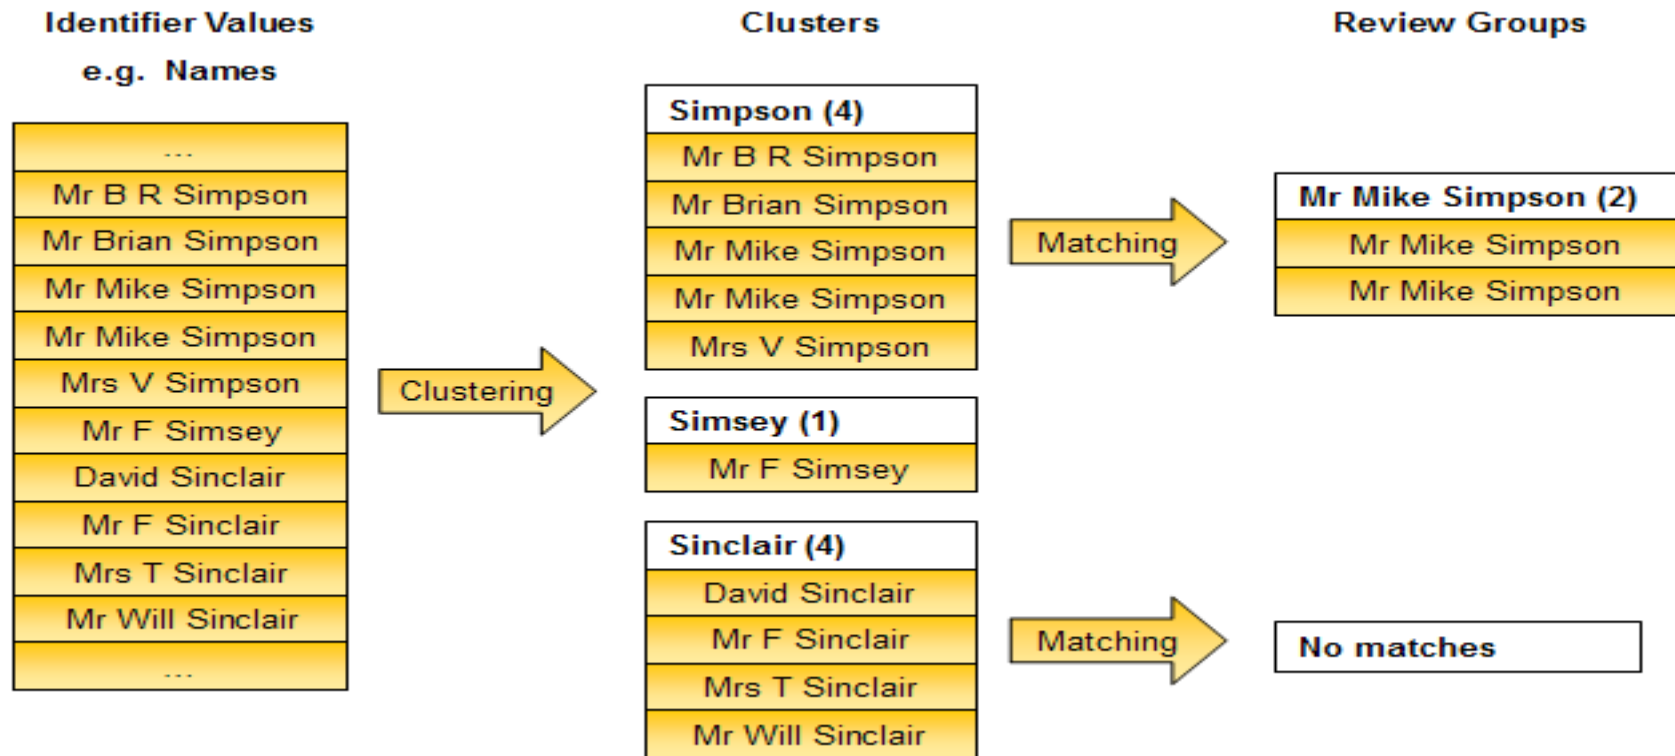 Identifier Values
e.g. Names
...
Mr B R Simpson
Mr Brian Simpson
Mr Mike Simpson
Mr Mike Simpson
Mrs V Simpson
Mr F Simsey
David Sinclair
Mr F Sinclair
Mrs T Sinclair
Mr Will Sinclair
...
Clustering
Clusters
Simpson (4)
Mr B R Simpson
Mr Brian Simpson
Mr Mike Simpson
Mr Mike Simpson
Mrs V Simpson
Simsey (1)
Mr F Simsey
Sinclair (4)
David Sinclair
Mr F Sinclair
Mrs T Sinclair
Mr Will Sinclair
Matching
Matching
Review Groups
Mr Mike Simpson (2)
Mr Mike Simpson
Mr Mike Simpson
No matches